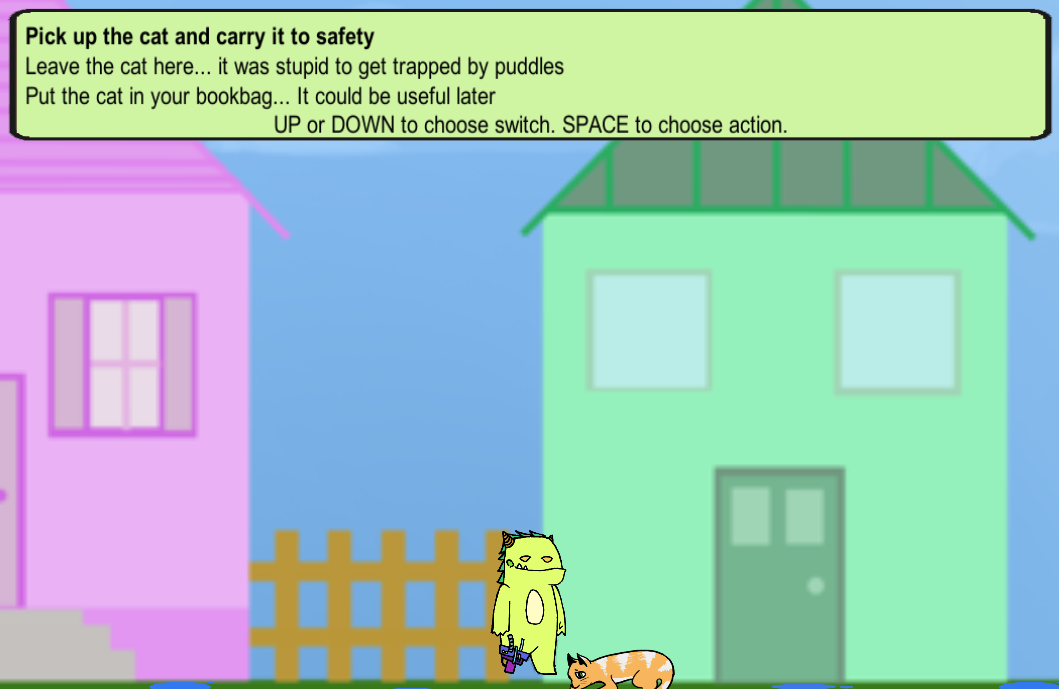 Pick up the cat and carry it to safety
Leave the cat here... it was stupid to get trapped by puddles
Put the cat in your bookbag... It could be useful later
UP or DOWN to choose switch. SPACE to choose action.